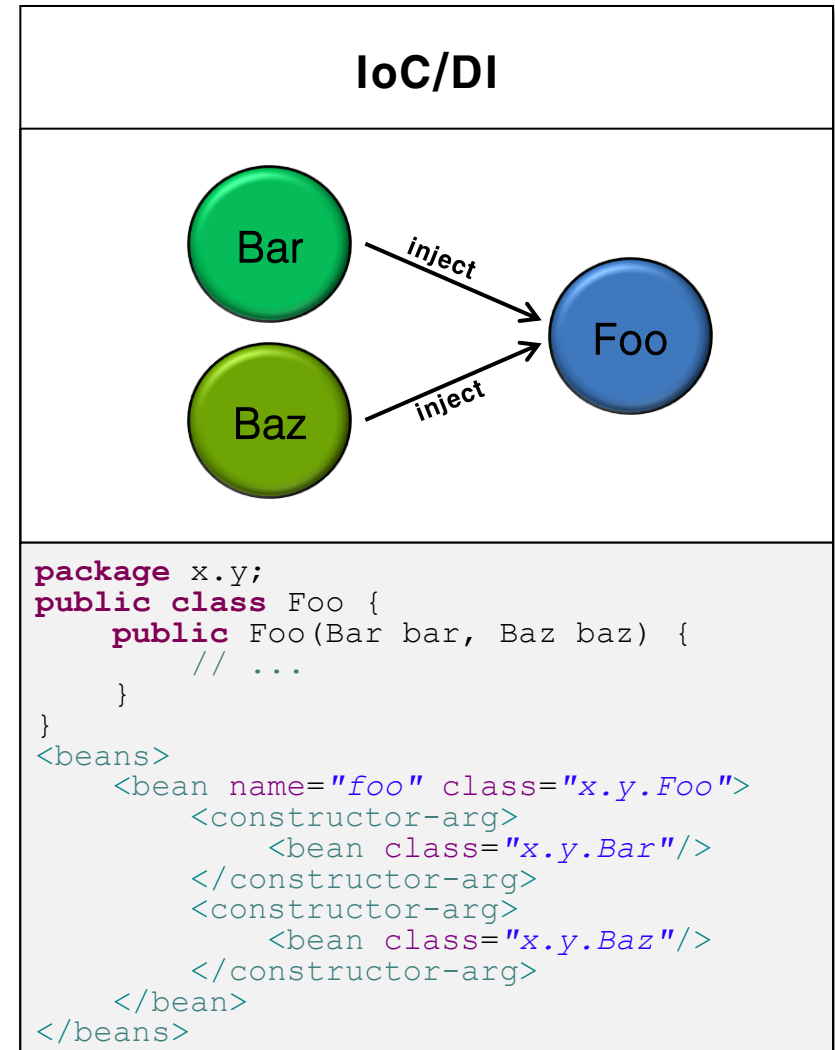 IoC/DI
Bar
inject
Foo
Baz
inject
package x.y;
public class Foo {
    public Foo(Bar bar, Baz baz) {
        // ...
    }
}
<beans>
    <bean name="foo" class="x.y.Foo">
        <constructor-arg>
            <bean class="x.y.Bar"/>
        </constructor-arg>
        <constructor-arg>
            <bean class="x.y.Baz"/>
        </constructor-arg>
    </bean>
</beans>